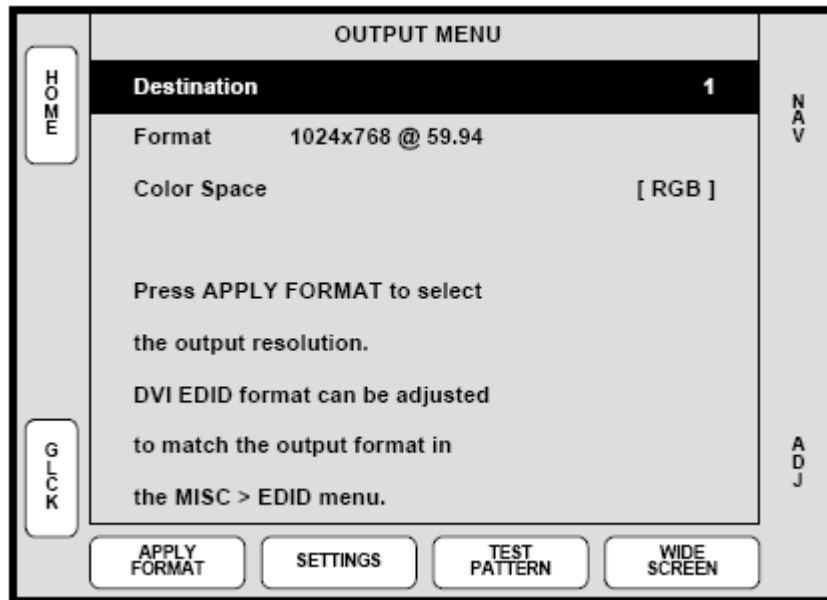 OUTPUT MENU
HOME
Destination 1
NAV
Format 1024x768 @ 59.94
Color Space [ RGB ]
Press APPLY FORMAT to select
the output resolution.
DVI EDID format can be adjusted
to match the output format in
the MISC > EDID menu.
GLCK
ADJ
APPLY
FORMAT
SETTINGS
TEST
PATTERN
WIDE
SCREEN